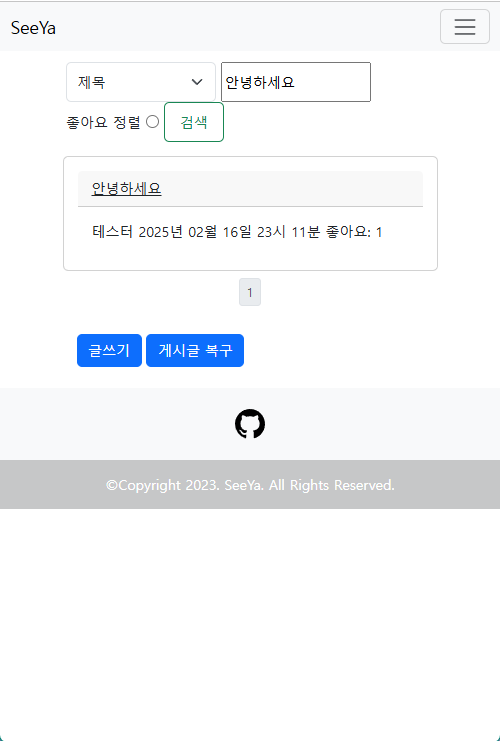 SeeYa
제목 안녕하세요
좋아요 정렬 검색
안녕하세요
테스터 2025년 02월 16일 23시 11분 좋아요: 1
1
글쓰기 게시글 복구
©Copyright 2023. SeeYa. All Rights Reserved.